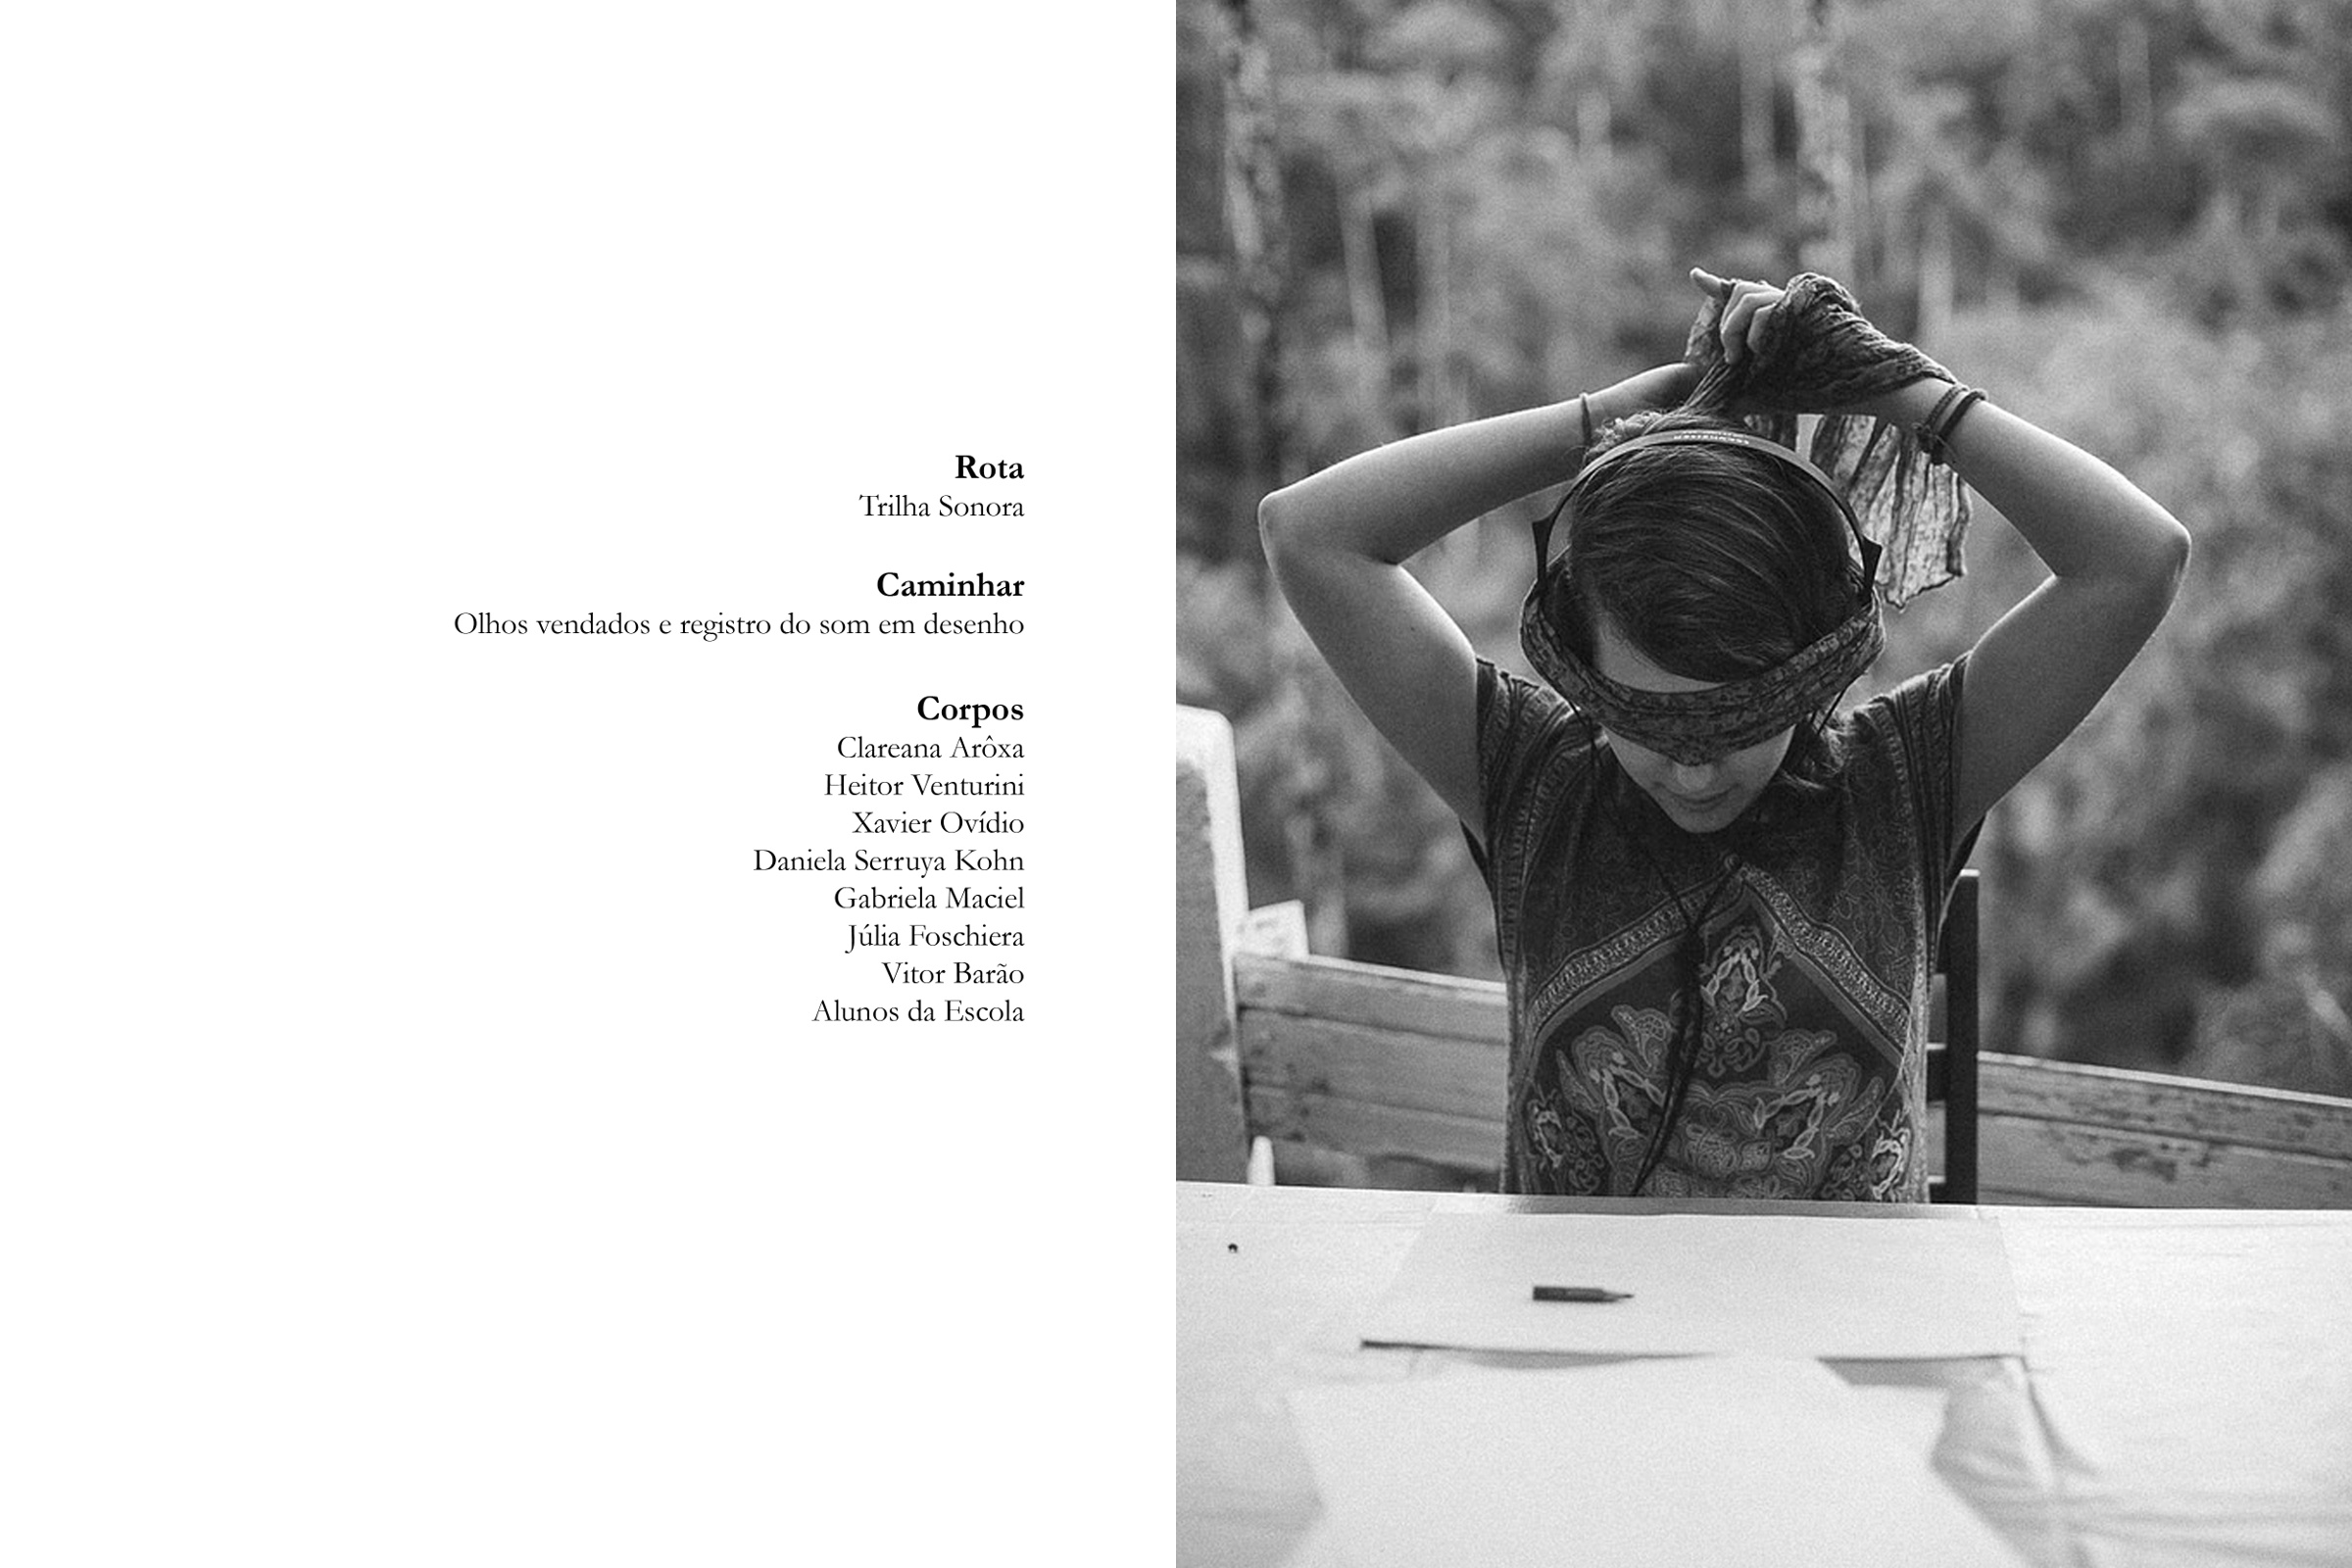 Rota
Trilha Sonora
Caminhar
Olhos vendados e registro do som em desenho
Corpos
Clareana Arôxa
Heitor Venturini
Xavier Ovídio
Daniela Serruya Kohn
Gabriela Maciel
Júlia Foschiera
Vitor Barão
Alunos da Escola